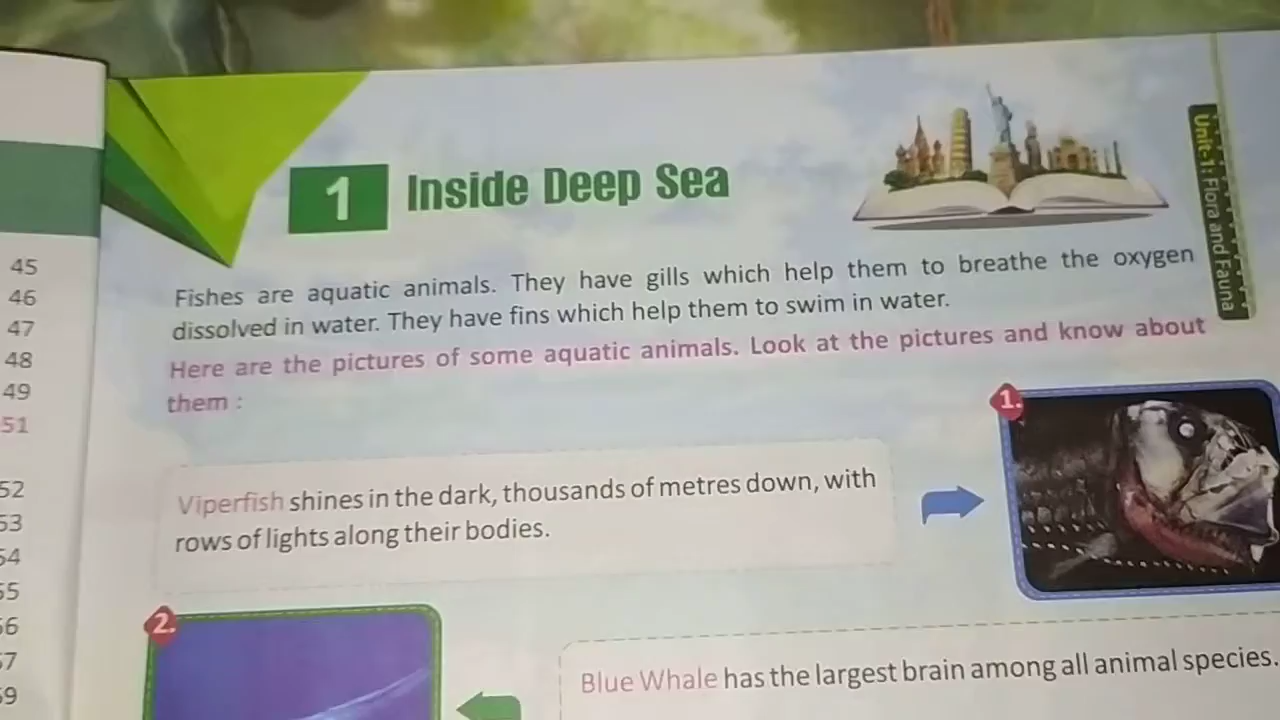 45
46
47
48
49
51
52
53
54
55
56
57
59
1 Inside Deep Sea
Unit-1: Flora and Fauna
Fishes are aquatic animals. They have gills which help them to breathe the oxygen
dissolved in water. They have fins which help them to swim in water.
Here are the pictures of some aquatic animals. Look at the pictures and know about
them :
1.
Viperfish shines in the dark, thousands of metres down, with
rows of lights along their bodies.
2.
Blue Whale has the largest brain among all animal species.